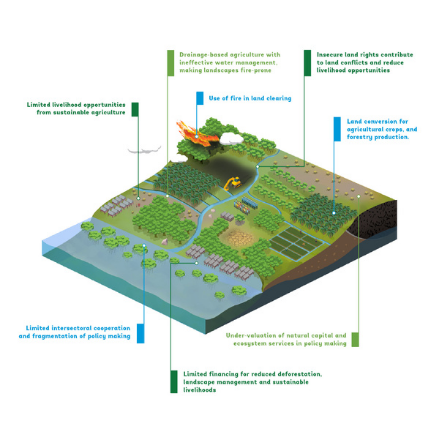 Drainage-based agriculture with
ineffective water management,
making landscapes fire-prone
Insecure land rights contribute
to land conflicts and reduce
livelihood opportunities
Use of fire in land clearing
Limited livelihood opportunities
from sustainable agriculture
Land conversion for
agricultural crops, and
forestry production.
Limited intersectoral cooperation
and fragmentation of policy making
Under-valuation of natural capital and
ecosystem services in policy making
Limited financing for reduced deforestation,
landscape management and sustainable
livelihoods